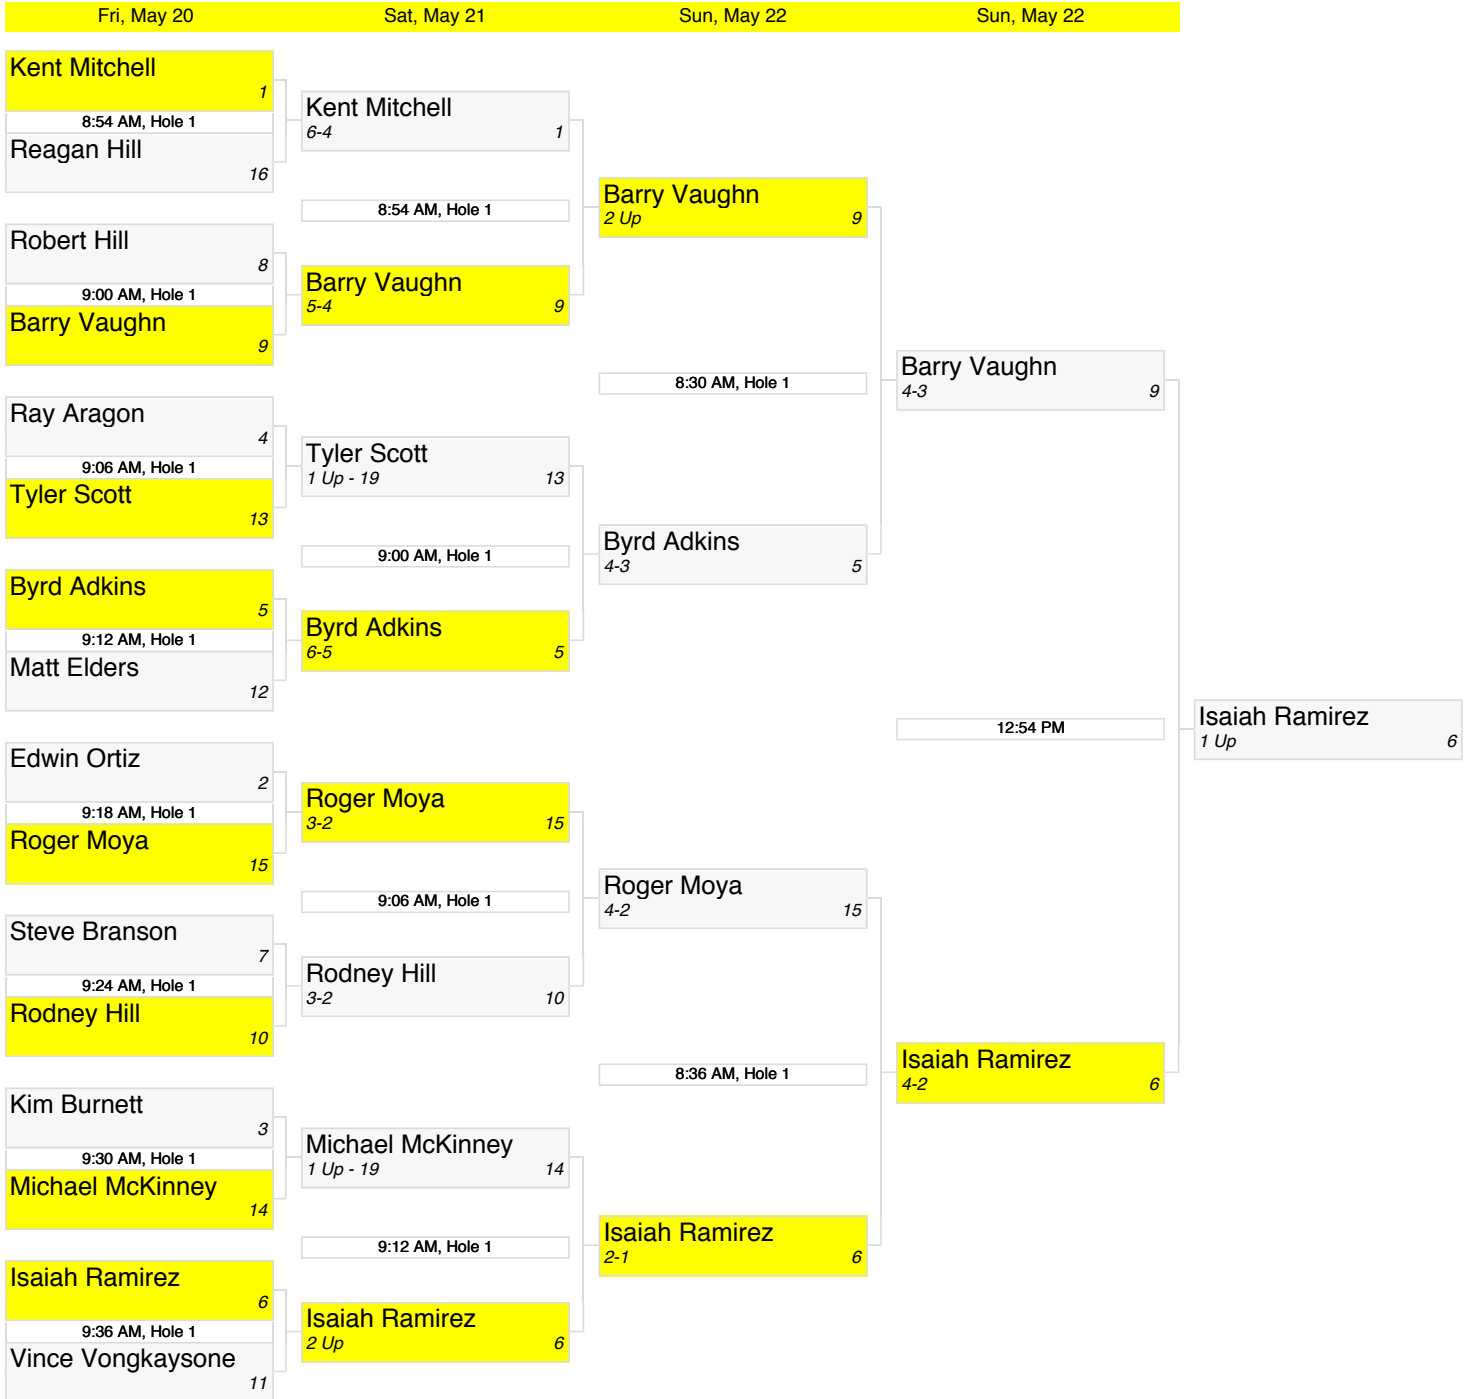 Fri, May 20
Sat, May 21
Sun, May 22
Sun, May 22
Kent Mitchell
1
8:54 AM, Hole 1
Reagan Hill
16
Robert Hill
8
9:00 AM, Hole 1
Barry Vaughn
9
Ray Aragon
4
9:06 AM, Hole 1
Tyler Scott
13
Byrd Adkins
5
9:12 AM, Hole 1
Matt Elders
12
Edwin Ortiz
2
9:18 AM, Hole 1
Roger Moya
15
Steve Branson
7
9:24 AM, Hole 1
Rodney Hill
10
Kim Burnett
3
9:30 AM, Hole 1
Michael McKinney
14
Isaiah Ramirez
6
9:36 AM, Hole 1
Vince Vongkaysone
11
Kent Mitchell
6-4 1
8:54 AM, Hole 1
Barry Vaughn
5-4 9
Tyler Scott
1 Up - 19 13
9:00 AM, Hole 1
Byrd Adkins
6-5 5
Roger Moya
3-2 15
9:06 AM, Hole 1
Rodney Hill
3-2 10
Michael McKinney
1 Up - 19 14
9:12 AM, Hole 1
Isaiah Ramirez
2 Up 6
Barry Vaughn
2 Up 9
8:30 AM, Hole 1
Byrd Adkins
4-3 5
Roger Moya
4-2 15
8:36 AM, Hole 1
Isaiah Ramirez
2-1 6
Barry Vaughn
4-3 9
12:54 PM
Isaiah Ramirez
4-2 6
Isaiah Ramirez
1 Up 6